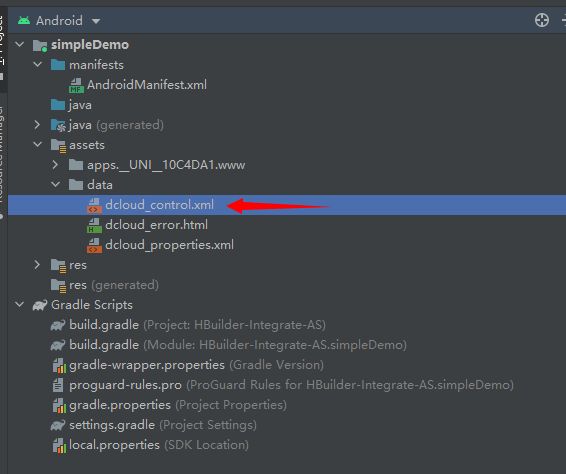 Android
simpleDemo
manifests
AndroidManifest.xml
java
java (generated)
assets
apps.__UNI__10C4DA1.www
data
dcloud_control.xml
dcloud_error.html
dcloud_properties.xml
res
res (generated)
Gradle Scripts
build.gradle (Project: HBuilder-Integrate-AS)
build.gradle (Module: HBuilder-Integrate-AS.simpleDemo)
gradle-wrapper.properties (Gradle Version)
proguard-rules.pro (ProGuard Rules for HBuilder-Integrate-AS.simpleDemo)
gradle.properties (Project Properties)
settings.gradle (Project Settings)
local.properties (SDK Location)